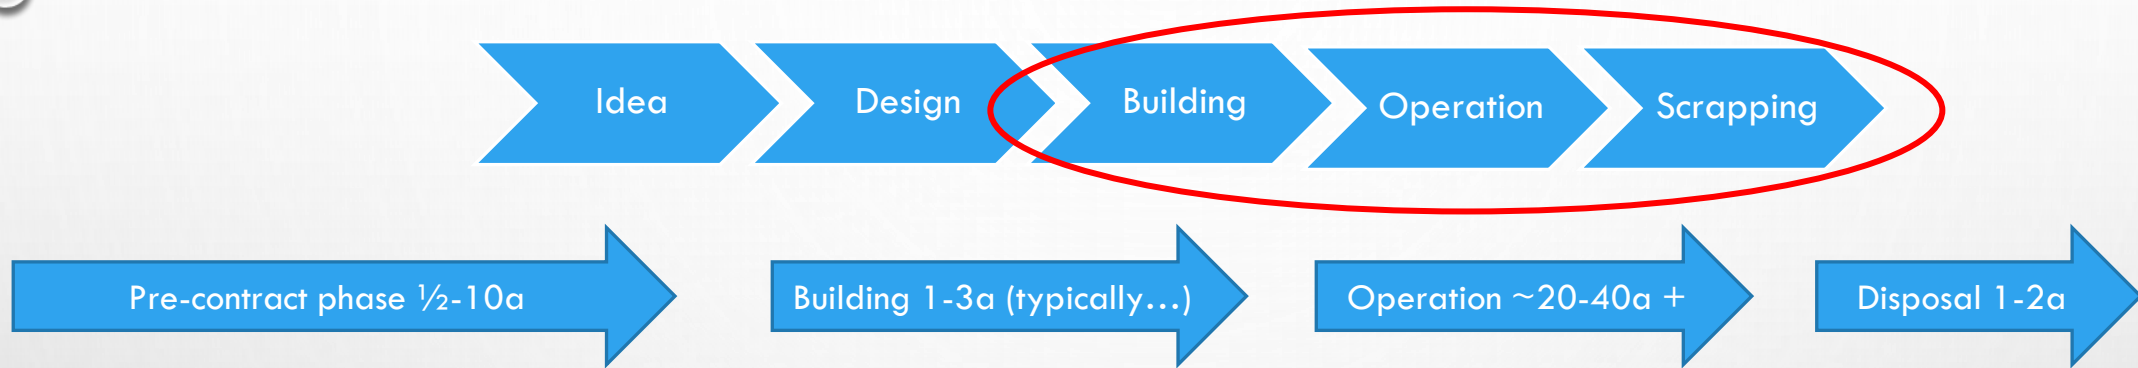 Idea
Design
Building
Operation
Scrapping
Pre-contract phase ½-10a
Building 1-3a (typically…)
Operation ~20-40a +
Disposal 1-2a